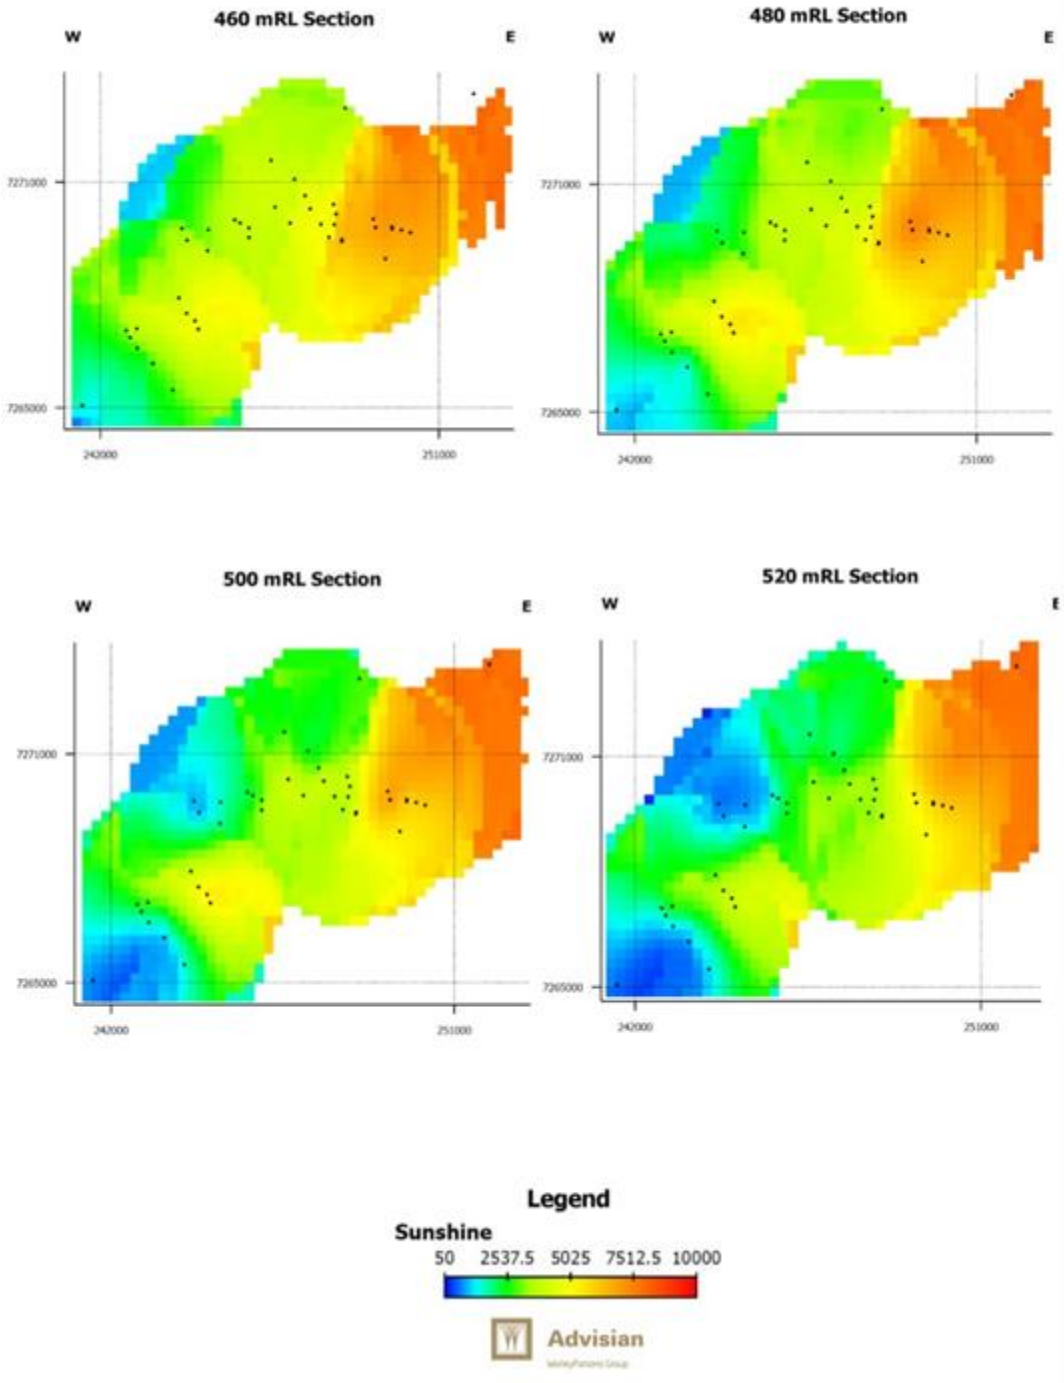 460 mRL Section
W
E
7271000
7265000
242000
251000
480 mRL Section
W
E
7271000
7265000
242000
251000
500 mRL Section
W
E
7271000
7265000
242000
251000
520 mRL Section
W
E
7271000
7265000
242000
251000
Legend
Sunshine
50 2537.5 5025 7512.5 10000
Advisian
WorleyParsons Group